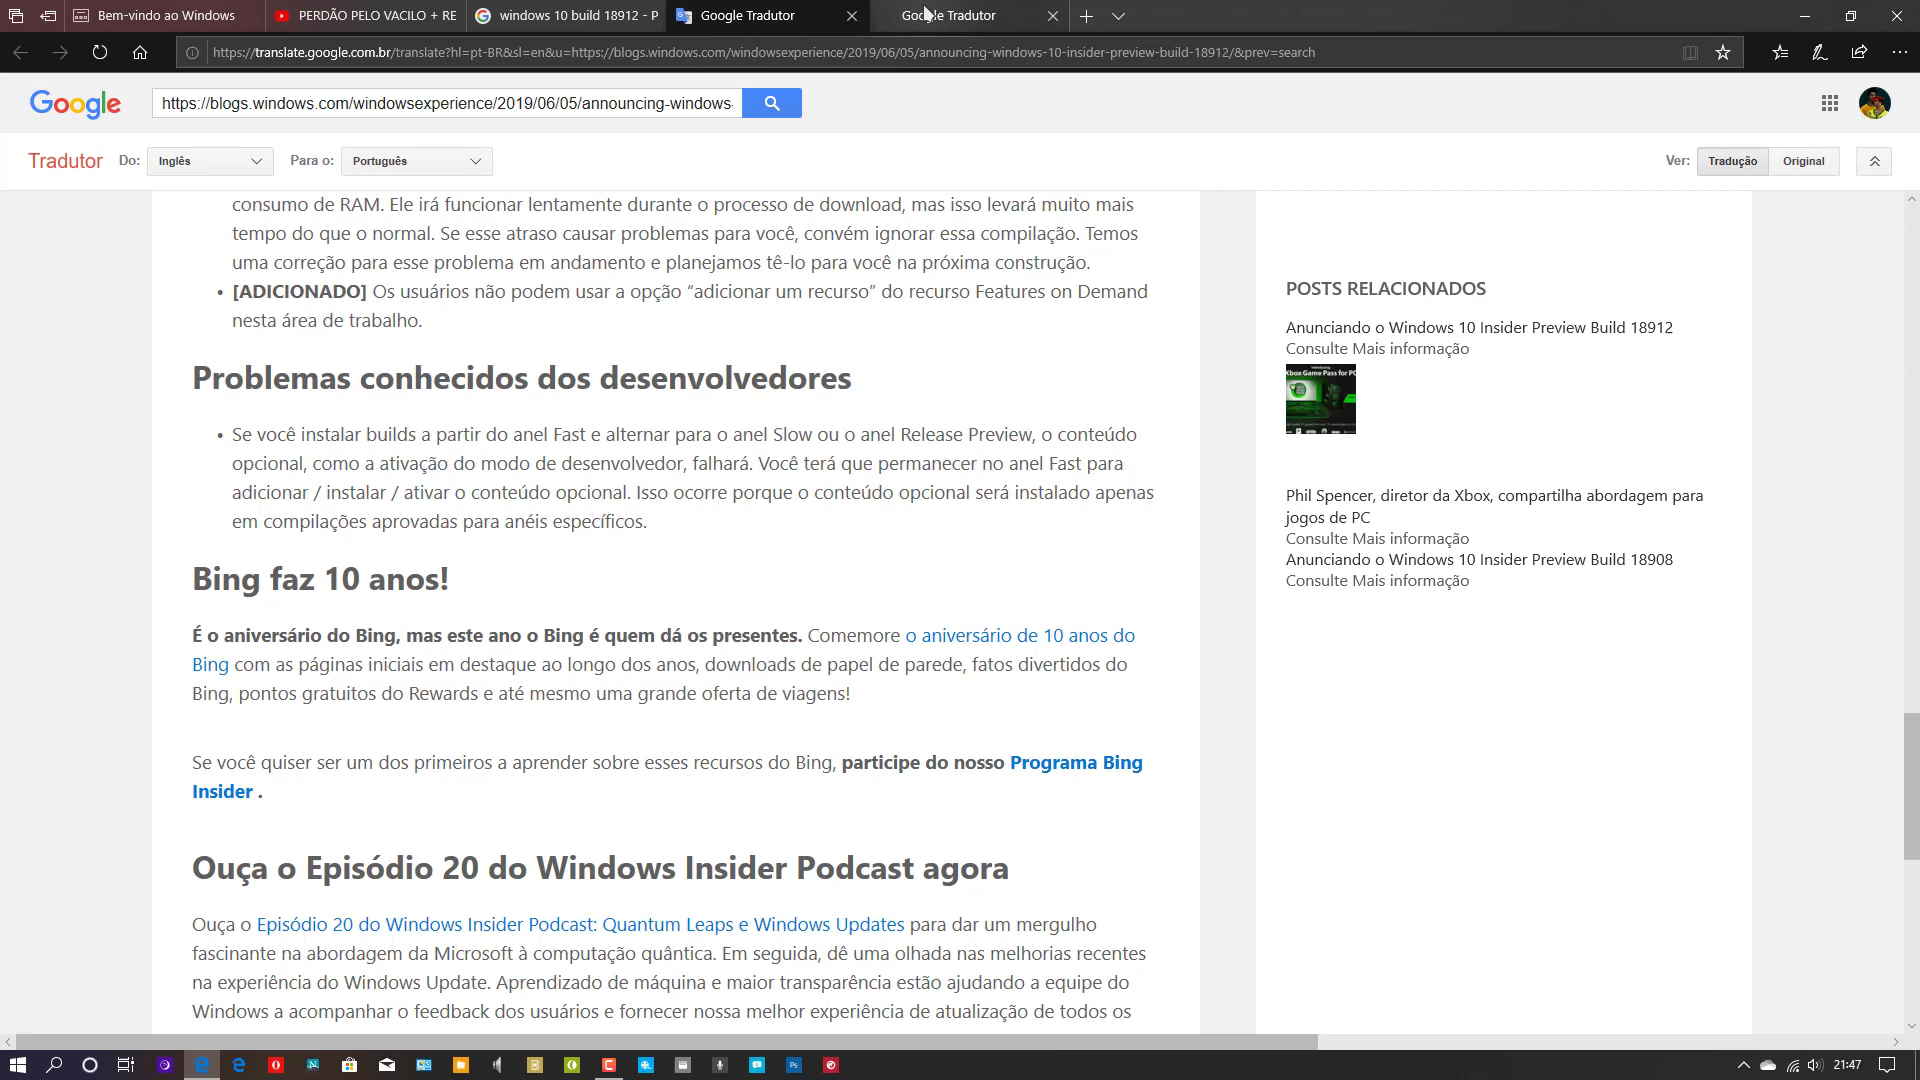 Bem-vindo ao Windows
PERDÃO PELO VACILO + RE
windows 10 build 18912 - P
Google Tradutor
Google Tradutor
https://translate.google.com.br/translate?hl=pt-BR&sl=en&u=https://blogs.windows.com/windowsexperience/2019/06/05/announcing-windows-10-insider-preview-build-18912/&prev=search
Google
https://blogs.windows.com/windowsexperience/2019/06/05/announcing-windows-
Tradutor
Do:
Inglês
Para o:
Português
Ver:
Tradução
Original
consumo de RAM. Ele irá funcionar lentamente durante o processo de download, mas isso levará muito mais
tempo do que o normal. Se esse atraso causar problemas para você, convém ignorar essa compilação. Temos
uma correção para esse problema em andamento e planejamos tê-lo para você na próxima construção.
• [ADICIONADO] Os usuários não podem usar a opção “adicionar um recurso” do recurso Features on Demand
nesta área de trabalho.
Problemas conhecidos dos desenvolvedores
• Se você instalar builds a partir do anel Fast e alternar para o anel Slow ou o anel Release Preview, o conteúdo
opcional, como a ativação do modo de desenvolvedor, falhará. Você terá que permanecer no anel Fast para
adicionar / instalar / ativar o conteúdo opcional. Isso ocorre porque o conteúdo opcional será instalado apenas
em compilações aprovadas para anéis específicos.
Bing faz 10 anos!
É o aniversário do Bing, mas este ano o Bing é quem dá os presentes. Comemore o aniversário de 10 anos do
Bing com as páginas iniciais em destaque ao longo dos anos, downloads de papel de parede, fatos divertidos do
Bing, pontos gratuitos do Rewards e até mesmo uma grande oferta de viagens!
Se você quiser ser um dos primeiros a aprender sobre esses recursos do Bing, participe do nosso Programa Bing
Insider .
Ouça o Episódio 20 do Windows Insider Podcast agora
Ouça o Episódio 20 do Windows Insider Podcast: Quantum Leaps e Windows Updates para dar um mergulho
fascinante na abordagem da Microsoft à computação quântica. Em seguida, dê uma olhada nas melhorias recentes
na experiência do Windows Update. Aprendizado de máquina e maior transparência estão ajudando a equipe do
Windows a acompanhar o feedback dos usuários e fornecer nossa melhor experiência de atualização de todos os
POSTS RELACIONADOS
Anunciando o Windows 10 Insider Preview Build 18912
Consulte Mais informação
Xbox Game Pass for PC
Phil Spencer, diretor da Xbox, compartilha abordagem para
jogos de PC
Consulte Mais informação
Anunciando o Windows 10 Insider Preview Build 18908
Consulte Mais informação
Ps
21:47